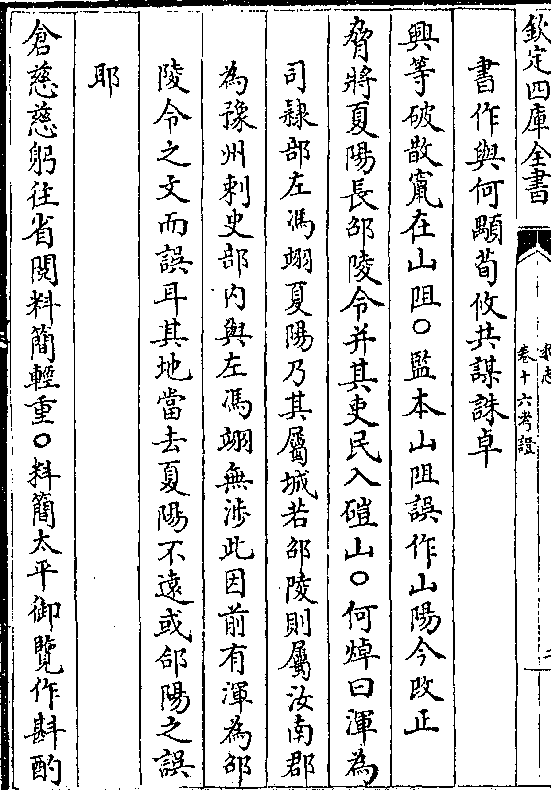 欽定四庫全書
卷十六考證
書作與何顒荀攸共謀誅卓
興等破散竄在山阻○監本山阻誤作山陽今改正
脅將夏陽長邵陵令并其吏民入磑山○何焯曰渾為
司隸部左馮翊夏陽乃其屬城若邵陵則屬汝南郡
為豫州刺史部内與左馮翊無涉此因前有渾為邵
陵令之文而誤耳其地當去夏陽不遠或郃陽之誤
耶
倉慈慈躬往省閱料簡輕重○料簡太平御覽作斟酌